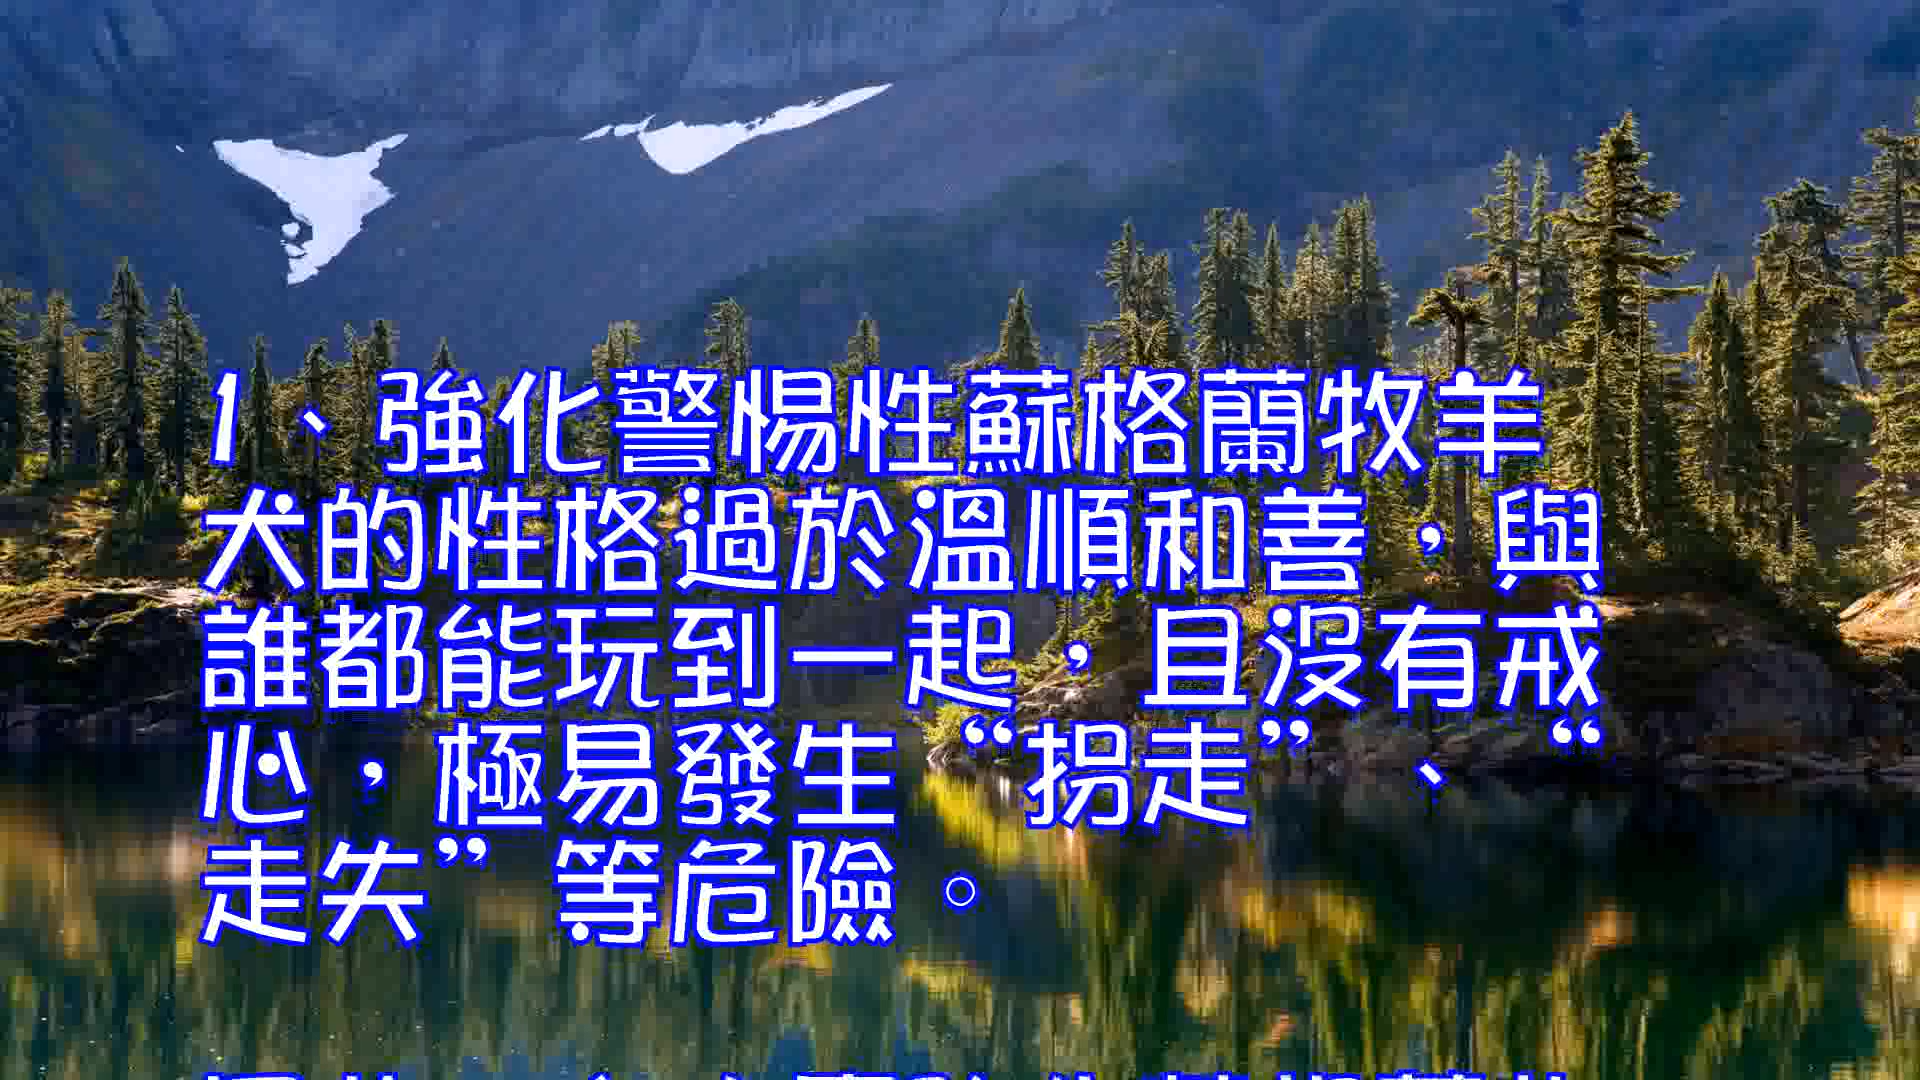 1、強化警惕性蘇格蘭牧羊
犬的性格過於溫順和善，與
誰都能玩到一起，且沒有戒
心，極易發生“拐走”、“
走失”等危險。